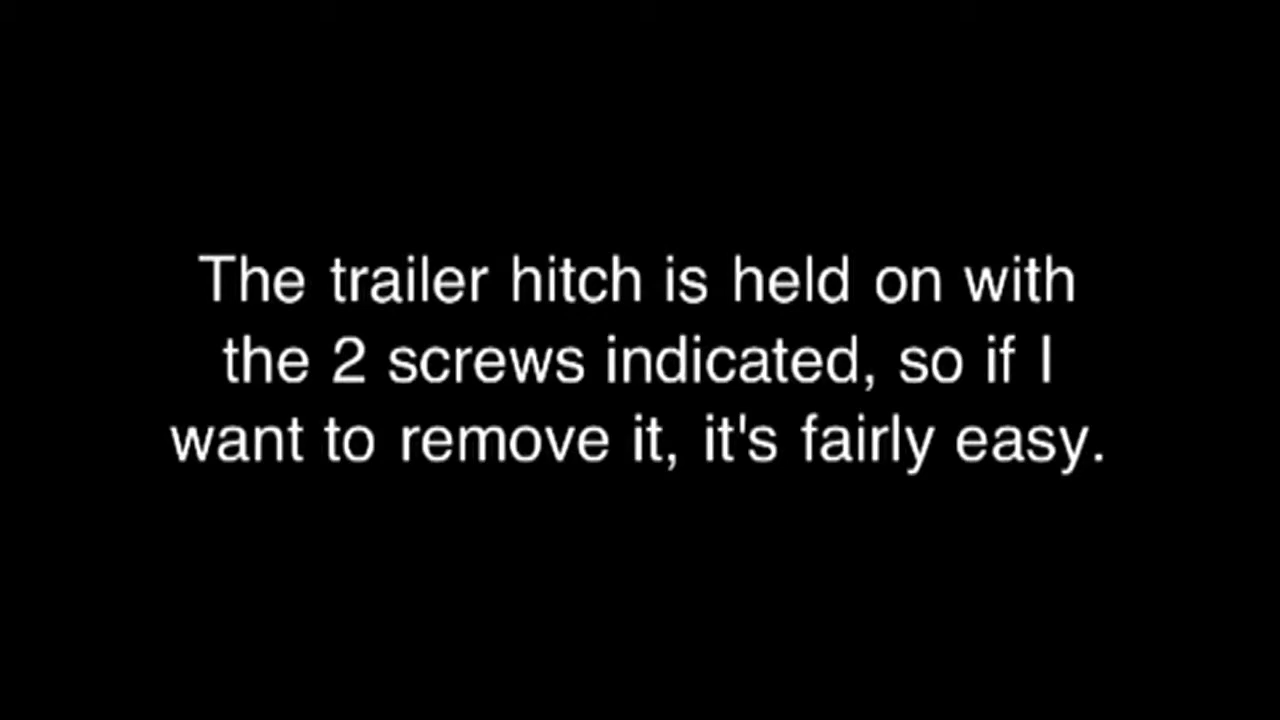 The trailer hitch is held on with
the 2 screws indicated, so if I
want to remove it, it's fairly easy.